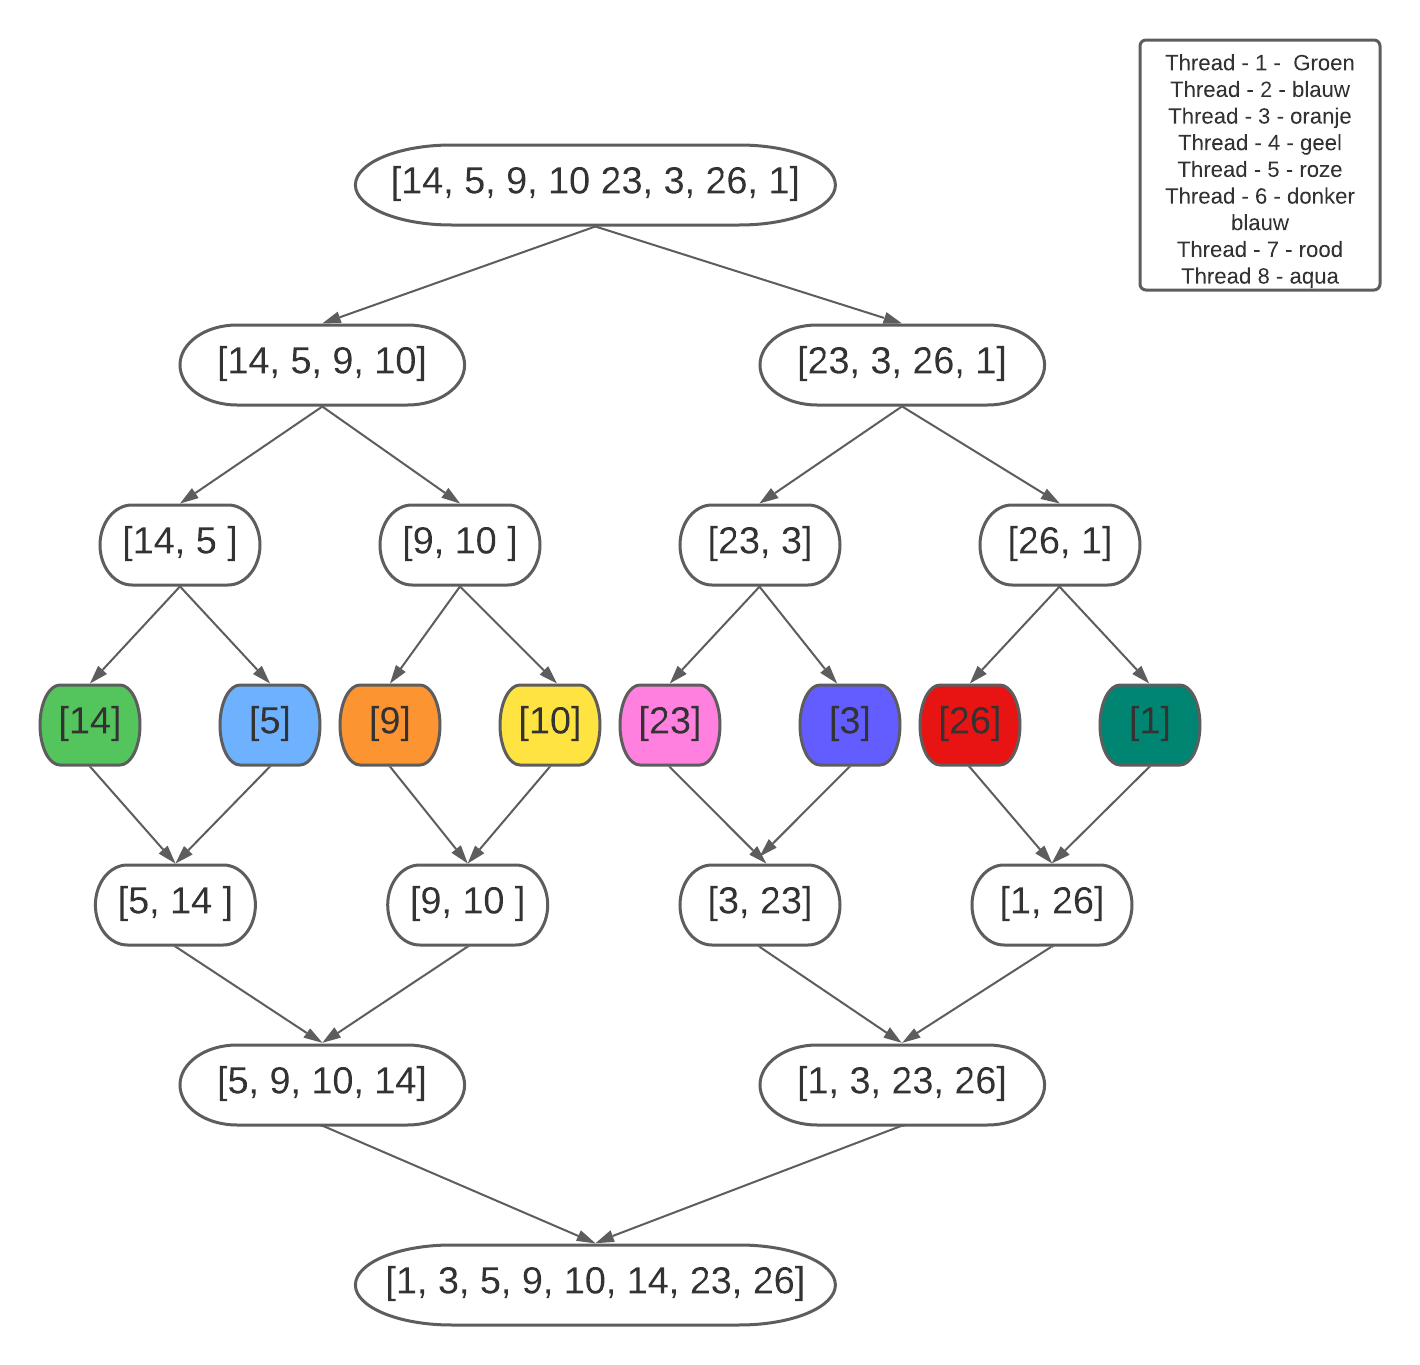 Thread - 1 -  Groen
Thread - 2 - blauw
Thread - 3 - oranje
Thread - 4 - geel
Thread - 5 - roze
Thread - 6 - donker
blauw
Thread - 7 - rood
Thread 8 - aqua
[14, 5, 9, 10 23, 3, 26, 1]
[14, 5, 9, 10]
[23, 3, 26, 1]
[14, 5 ]
[9, 10 ]
[23, 3]
[26, 1]
[14]
[5]
[9]
[10]
[23]
[3]
[26]
[1]
[5, 14 ]
[9, 10 ]
[3, 23]
[1, 26]
[5, 9, 10, 14]
[1, 3, 23, 26]
[1, 3, 5, 9, 10, 14, 23, 26]